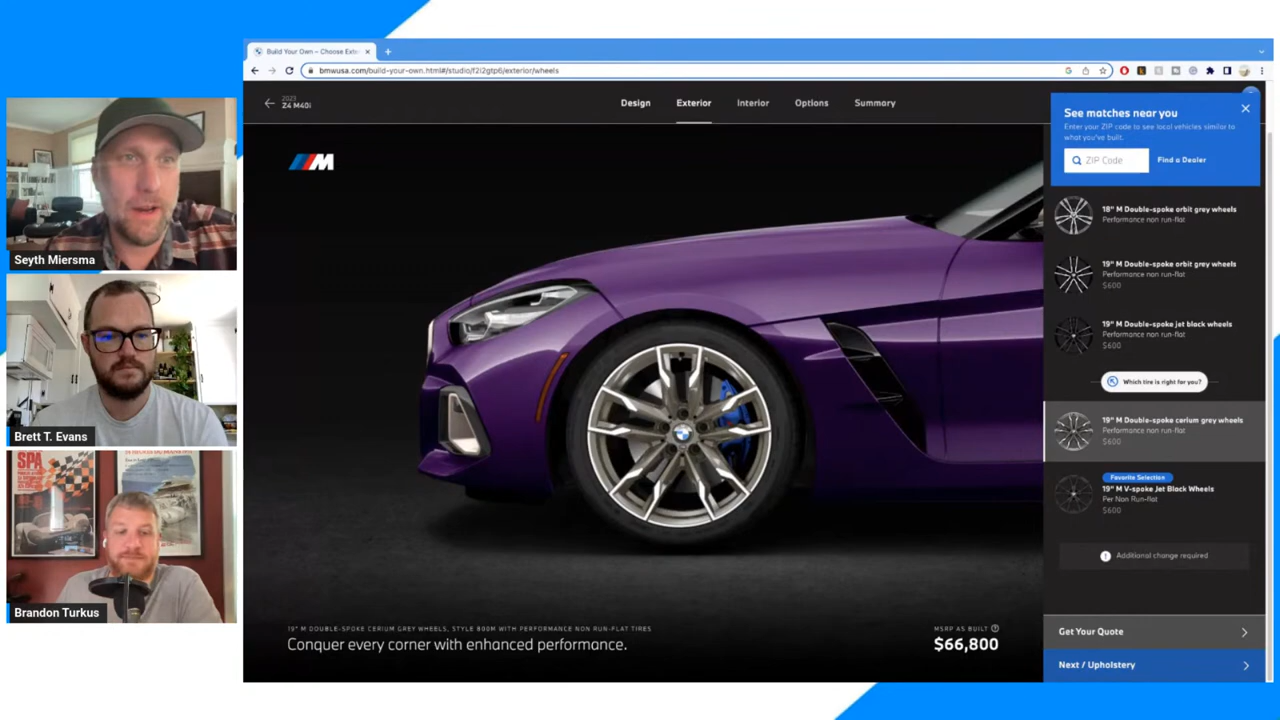 Build Your Own – Choose Exte
bmwusa.com/build-your-own.html#/studio/f2i2gtp6/exterior/wheels
2023
Z4 M40i
Design
Exterior
Interior
Options
Summary
M
See matches near you
Enter your ZIP code to see local vehicles similar to
what you've built.
ZIP Code
Find a Dealer
18" M Double-spoke orbit grey wheels
Performance non run-flat
19" M Double-spoke orbit grey wheels
Performance non run-flat
$600
19" M Double-spoke jet black wheels
Performance non run-flat
$600
Which tire is right for you?
19" M Double-spoke cerium grey wheels
Performance non run-flat
$600
Favorite Selection
19" M V-spoke Jet Black Wheels
Per Non Run-flat
$600
Additional change required
19" M DOUBLE-SPOKE CERIUM GREY WHEELS, STYLE 800M WITH PERFORMANCE NON RUN-FLAT TIRES
Conquer every corner with enhanced performance.
MSRP AS BUILT
$66,800
Get Your Quote
Next / Upholstery
Seyth Miersma
Brett T. Evans
SPA
Brandon Turkus